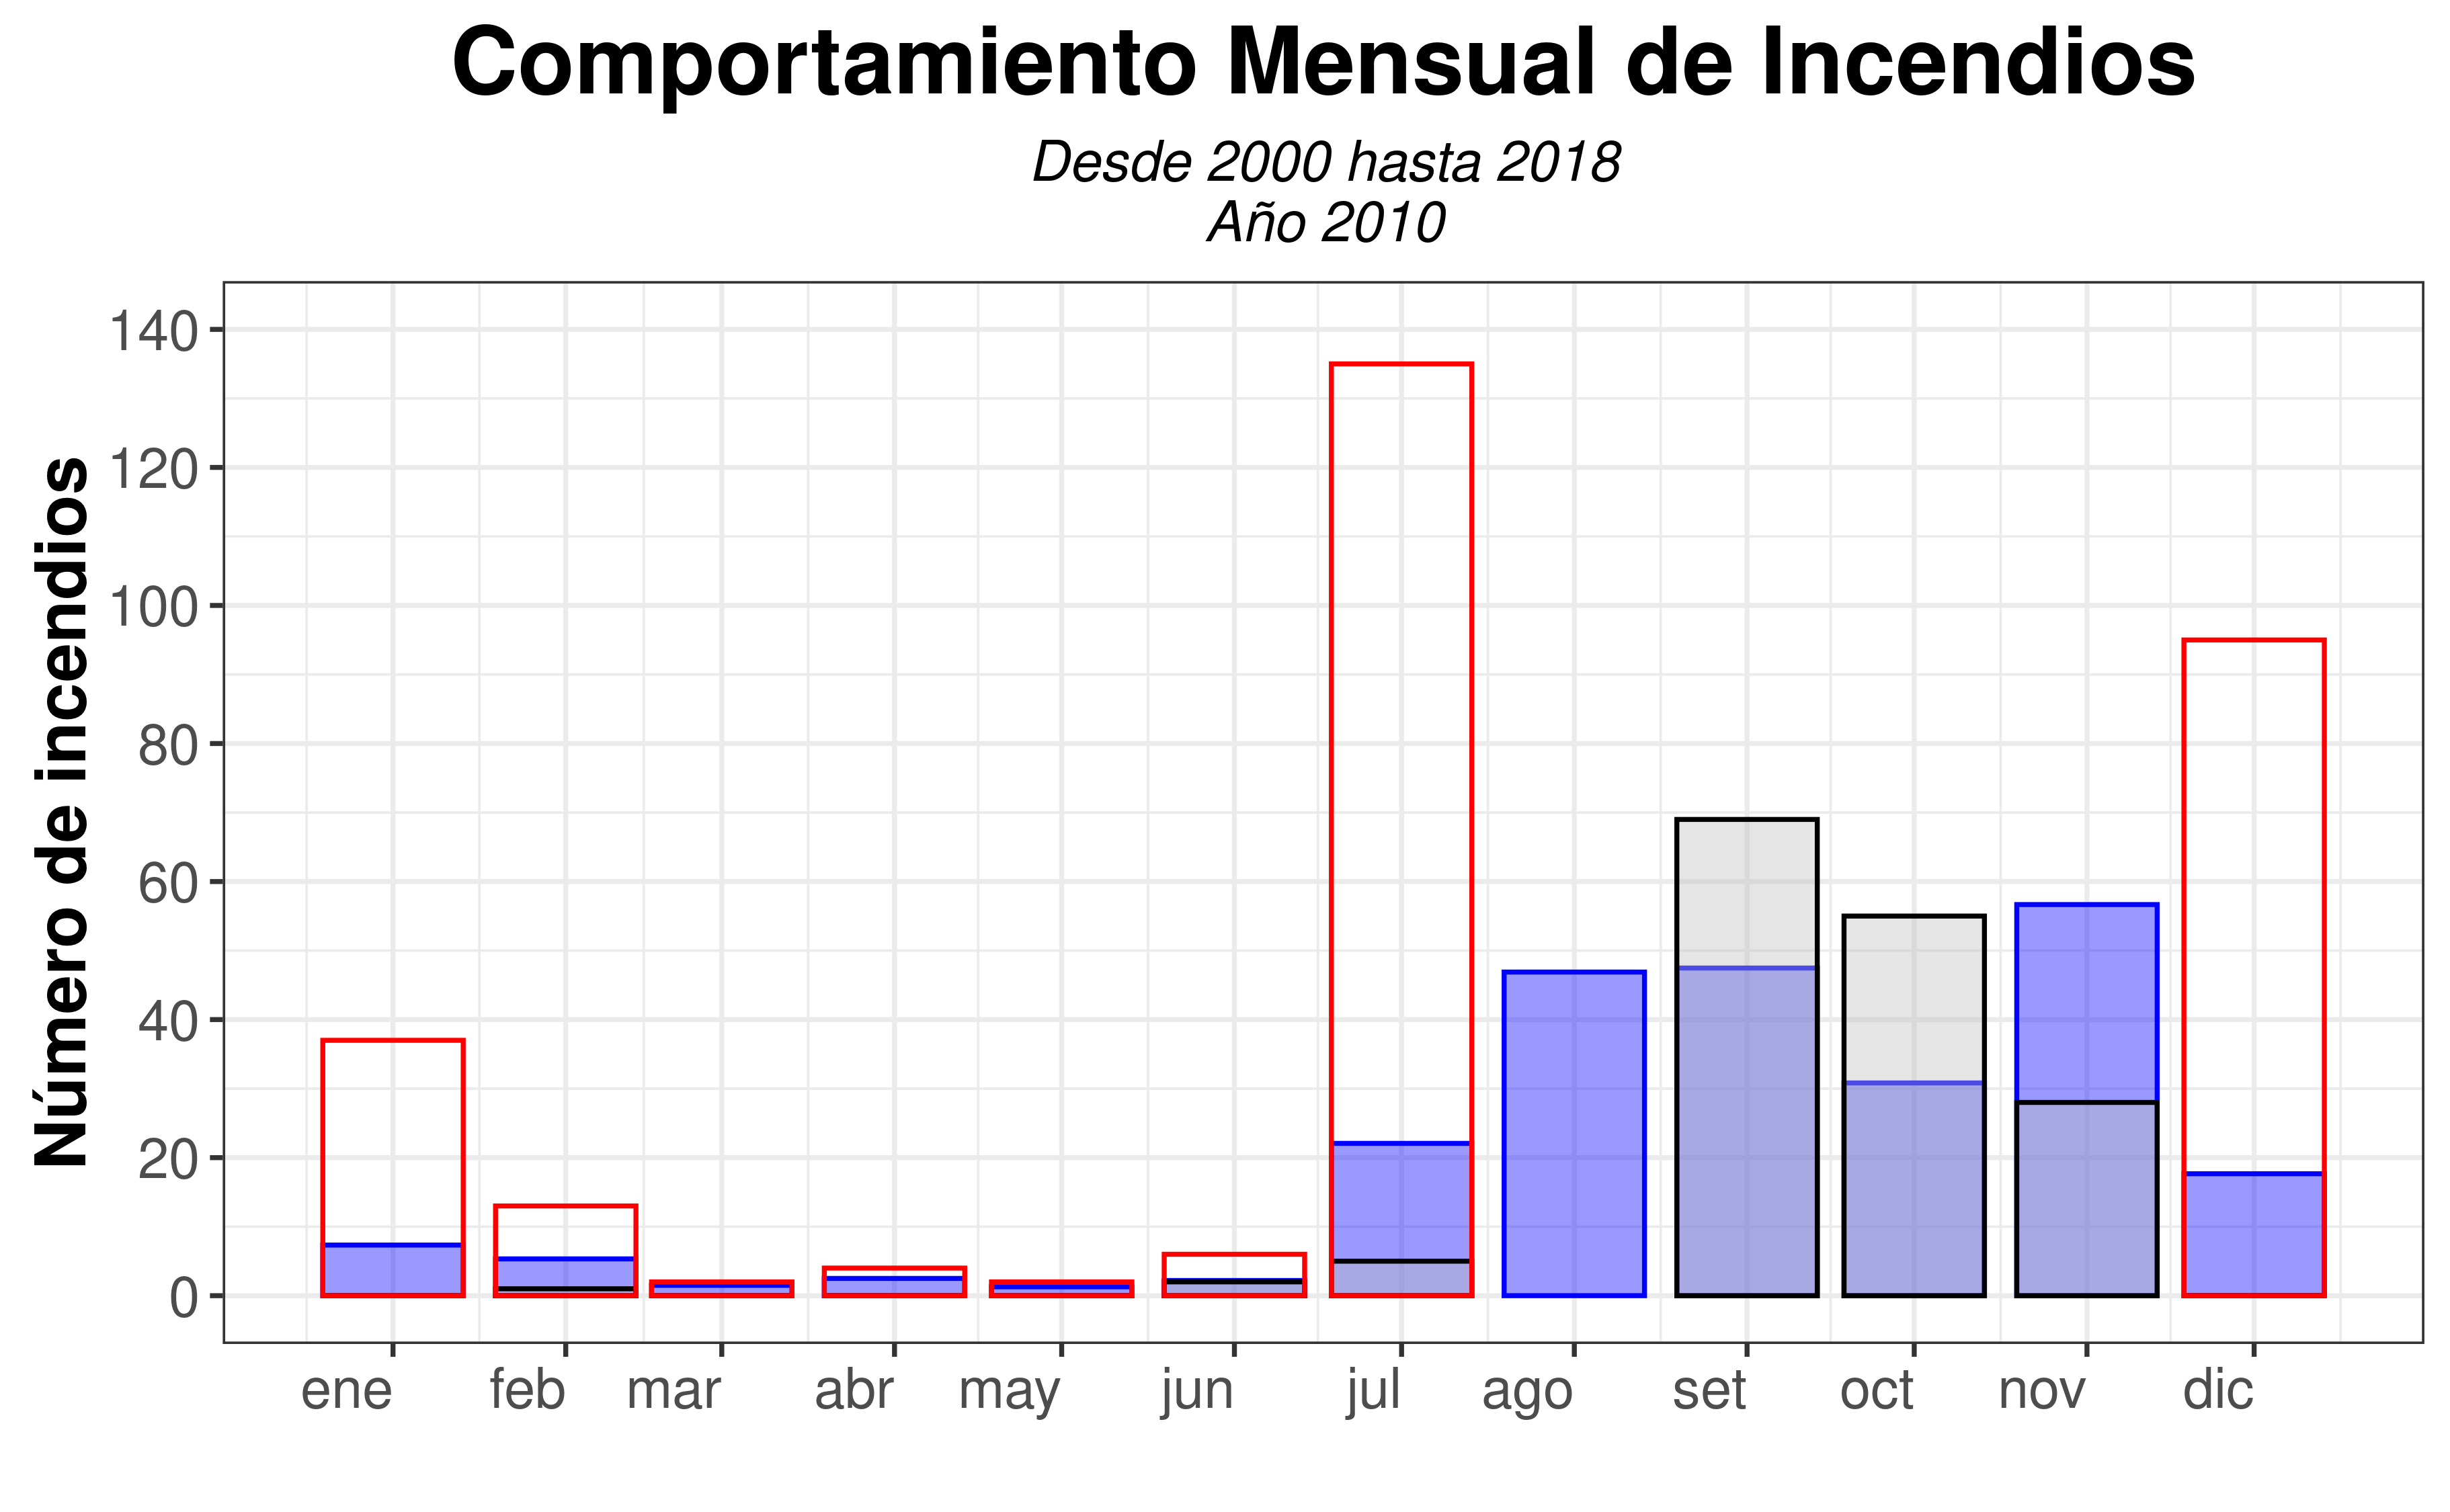 Comportamiento Mensual de Incendios
Desde 2000 hasta 2018
Año 2010
Número de incendios
140
120
100
80
60
40
20
0
ene feb mar abr may jun jul ago set oct nov dic